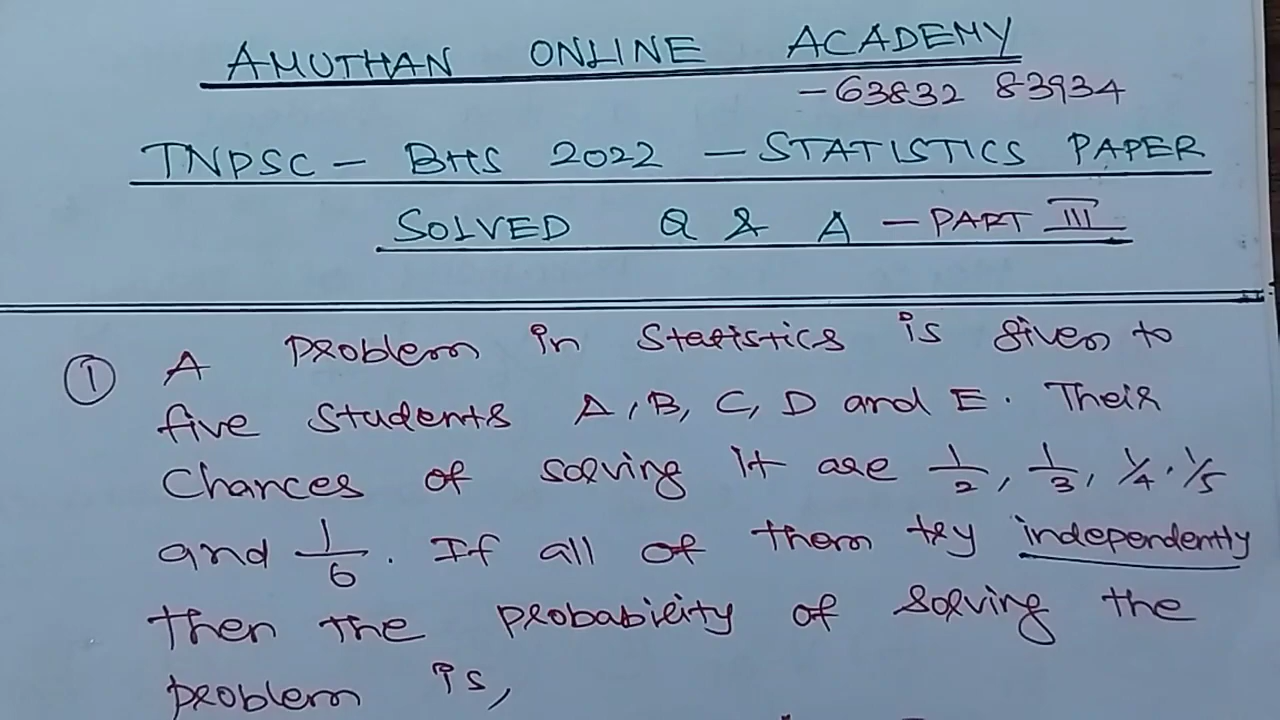 AMUTHAN ONLINE ACADEMY
- 63832 83934
TNPSC - BHS 2022 - STATISTICS PAPER
SOLVED Q & A - PART III
① A problem in Statistics is given to
five students A, B, C, D and E. Their
Chances of solving it are 1/2, 1/3, 1/4, 1/5
and 1/6. If all of them try independently
then the probability of solving the
problem is,